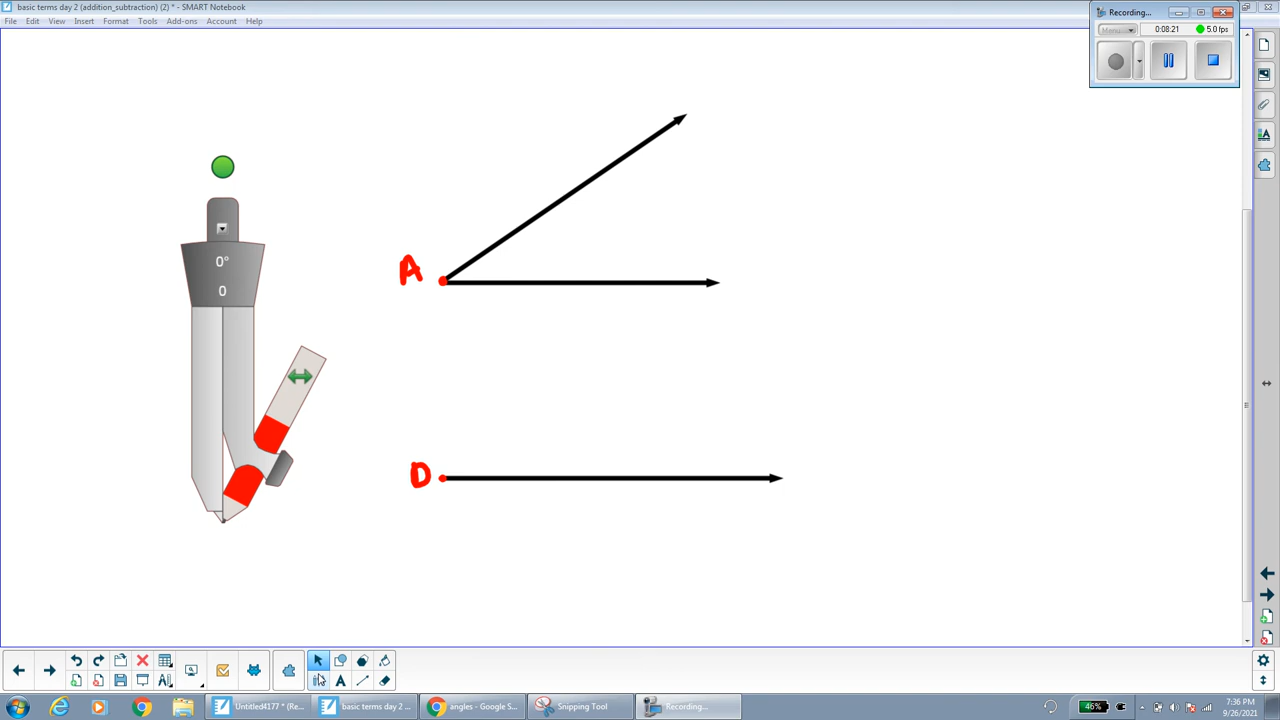 basic terms day 2 (addition_subtraction) (2) * - SMART Notebook
File Edit View Insert Format Tools Add-ons Account Help
Recording...
Menu
0:08:21
5.0 fps
0°
0
A
D
Untitled4177 * (Re...
basic terms day 2 ...
angles - Google S...
Snipping Tool
Recording...
46%
7:36 PM
9/26/2021